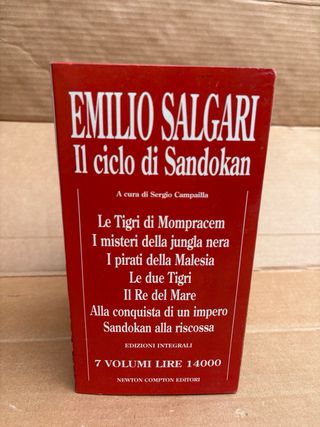 EMILIO SALGARI
Il ciclo di Sandokan
A cura di Sergio Campailla
Le Tigri di Mompracem
I misteri della jungla nera
I pirati della Malesia
Le due Tigri
Il Re del Mare
Alla conquista di un impero
Sandokan alla riscossa
EDIZIONI INTEGRALI
7 VOLUMI LIRE 14000
NEWTON COMPTON EDITORI